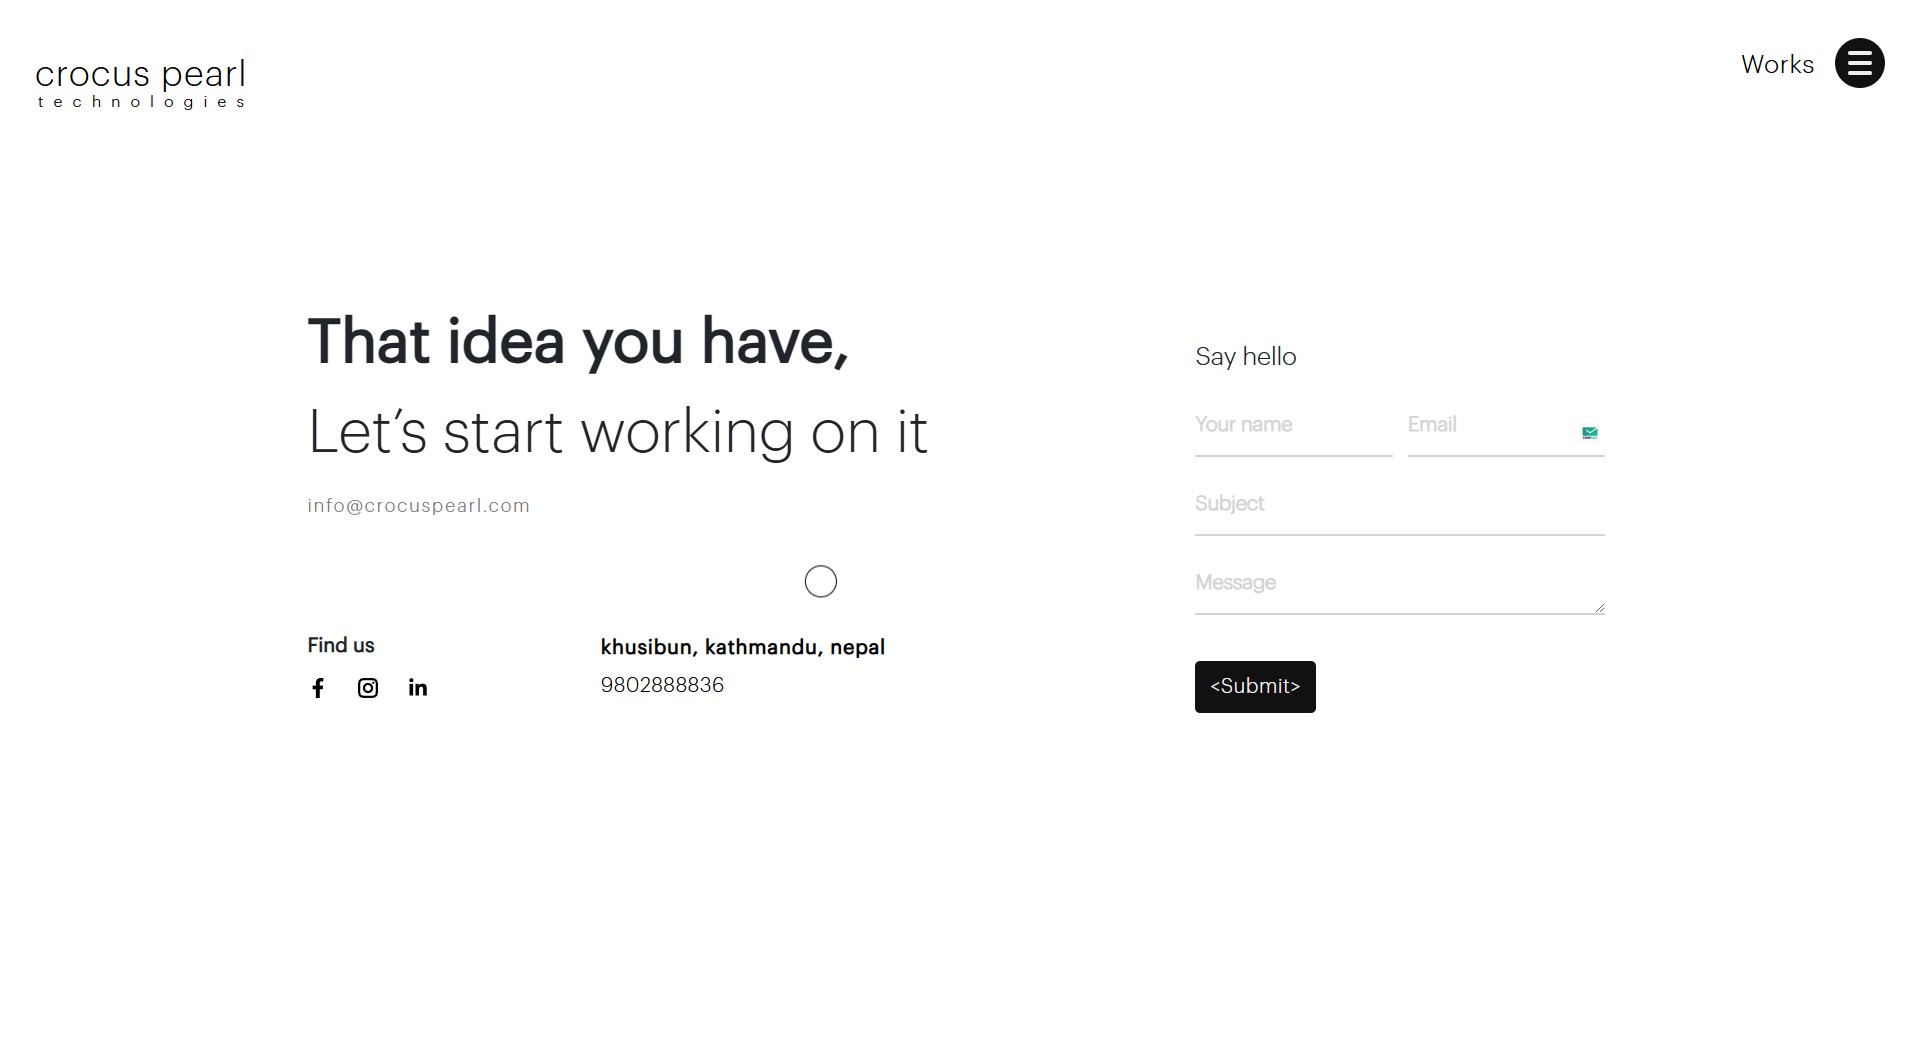 crocus pearl
technologies
Works
That idea you have,
Let’s start working on it
info@crocuspearl.com
Find us
khusibun, kathmandu, nepal
9802888836
Say hello
Your name
Email
Subject
Message
<Submit>